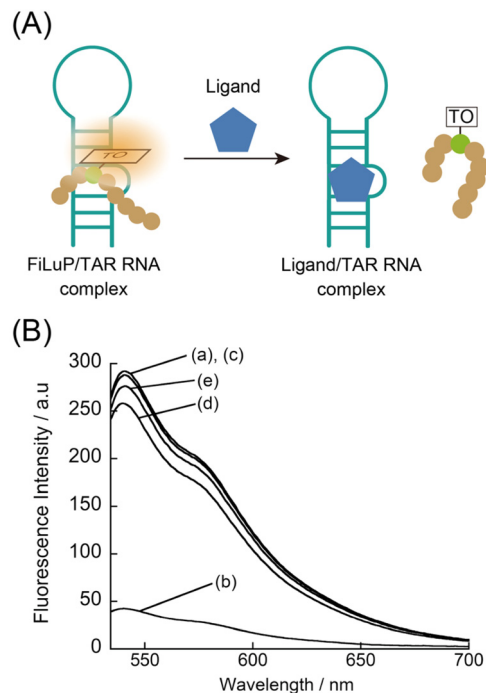 (A)
Ligand
TO
TO
FiLuP/TAR RNA
complex
Ligand/TAR RNA
complex
(B)
Fluorescence Intensity / a.u
300
250
200
150
100
50
0
(a), (c)
(e)
(d)
(b)
550
600
650
700
Wavelength / nm